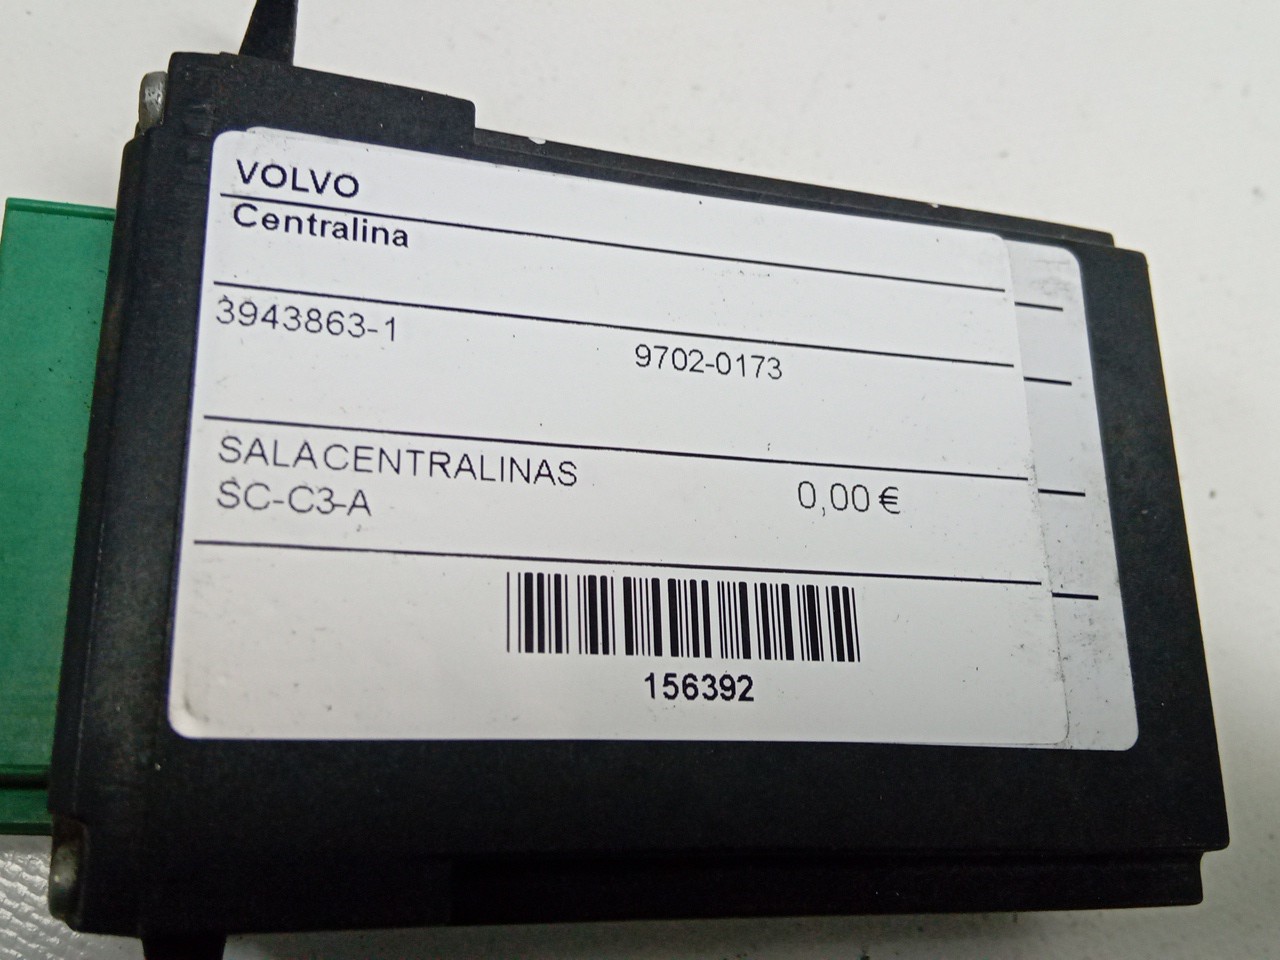 VOLVO
Centralina
3943863-1
9702-0173
SALACENTRALINAS
SC-C3-A
0,00 €
156392